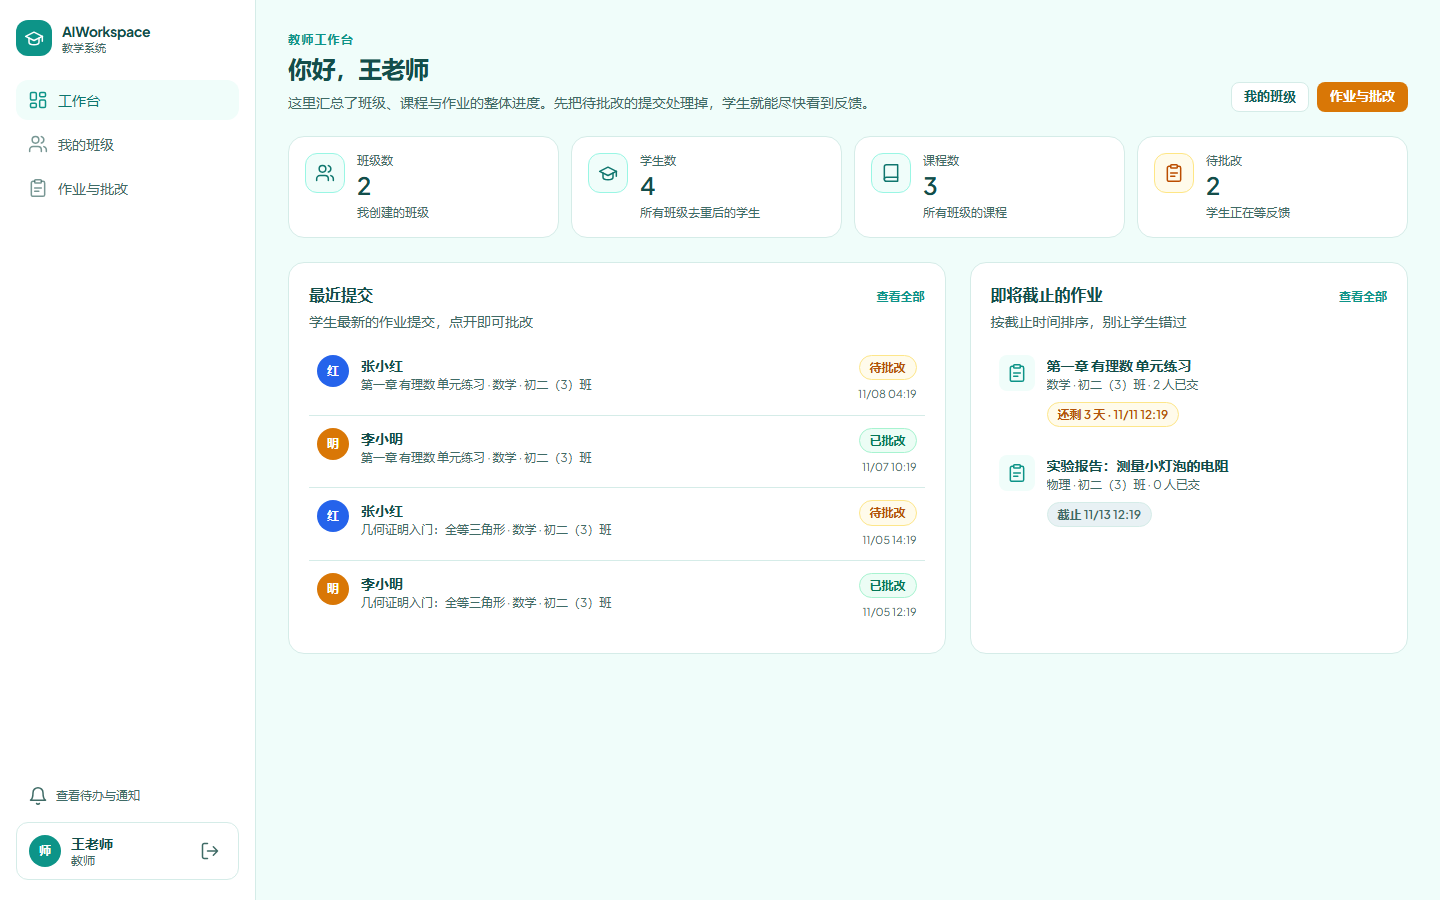 AIWorkspace
教学系统
工作台
我的班级
作业与批改
查看待办与通知
师
王老师
教师
教师工作台
你好，王老师
这里汇总了班级、课程与作业的整体进度。先把待批改的提交处理掉，学生就能尽快看到反馈。
我的班级
作业与批改
班级数
2
我创建的班级
学生数
4
所有班级去重后的学生
课程数
3
所有班级的课程
待批改
2
学生正在等反馈
最近提交
查看全部
学生最新的作业提交，点开即可批改
红
张小红
第一章 有理数 单元练习 · 数学 · 初二（3）班
待批改
11/08 04:19
明
李小明
第一章 有理数 单元练习 · 数学 · 初二（3）班
已批改
11/07 10:19
红
张小红
几何证明入门：全等三角形 · 数学 · 初二（3）班
待批改
11/05 14:19
明
李小明
几何证明入门：全等三角形 · 数学 · 初二（3）班
已批改
11/05 12:19
即将截止的作业
查看全部
按截止时间排序，别让学生错过
第一章 有理数 单元练习
数学 · 初二（3）班 · 2 人已交
还剩 3 天 · 11/11 12:19
实验报告：测量小灯泡的电阻
物理 · 初二（3）班 · 0 人已交
截止 11/13 12:19